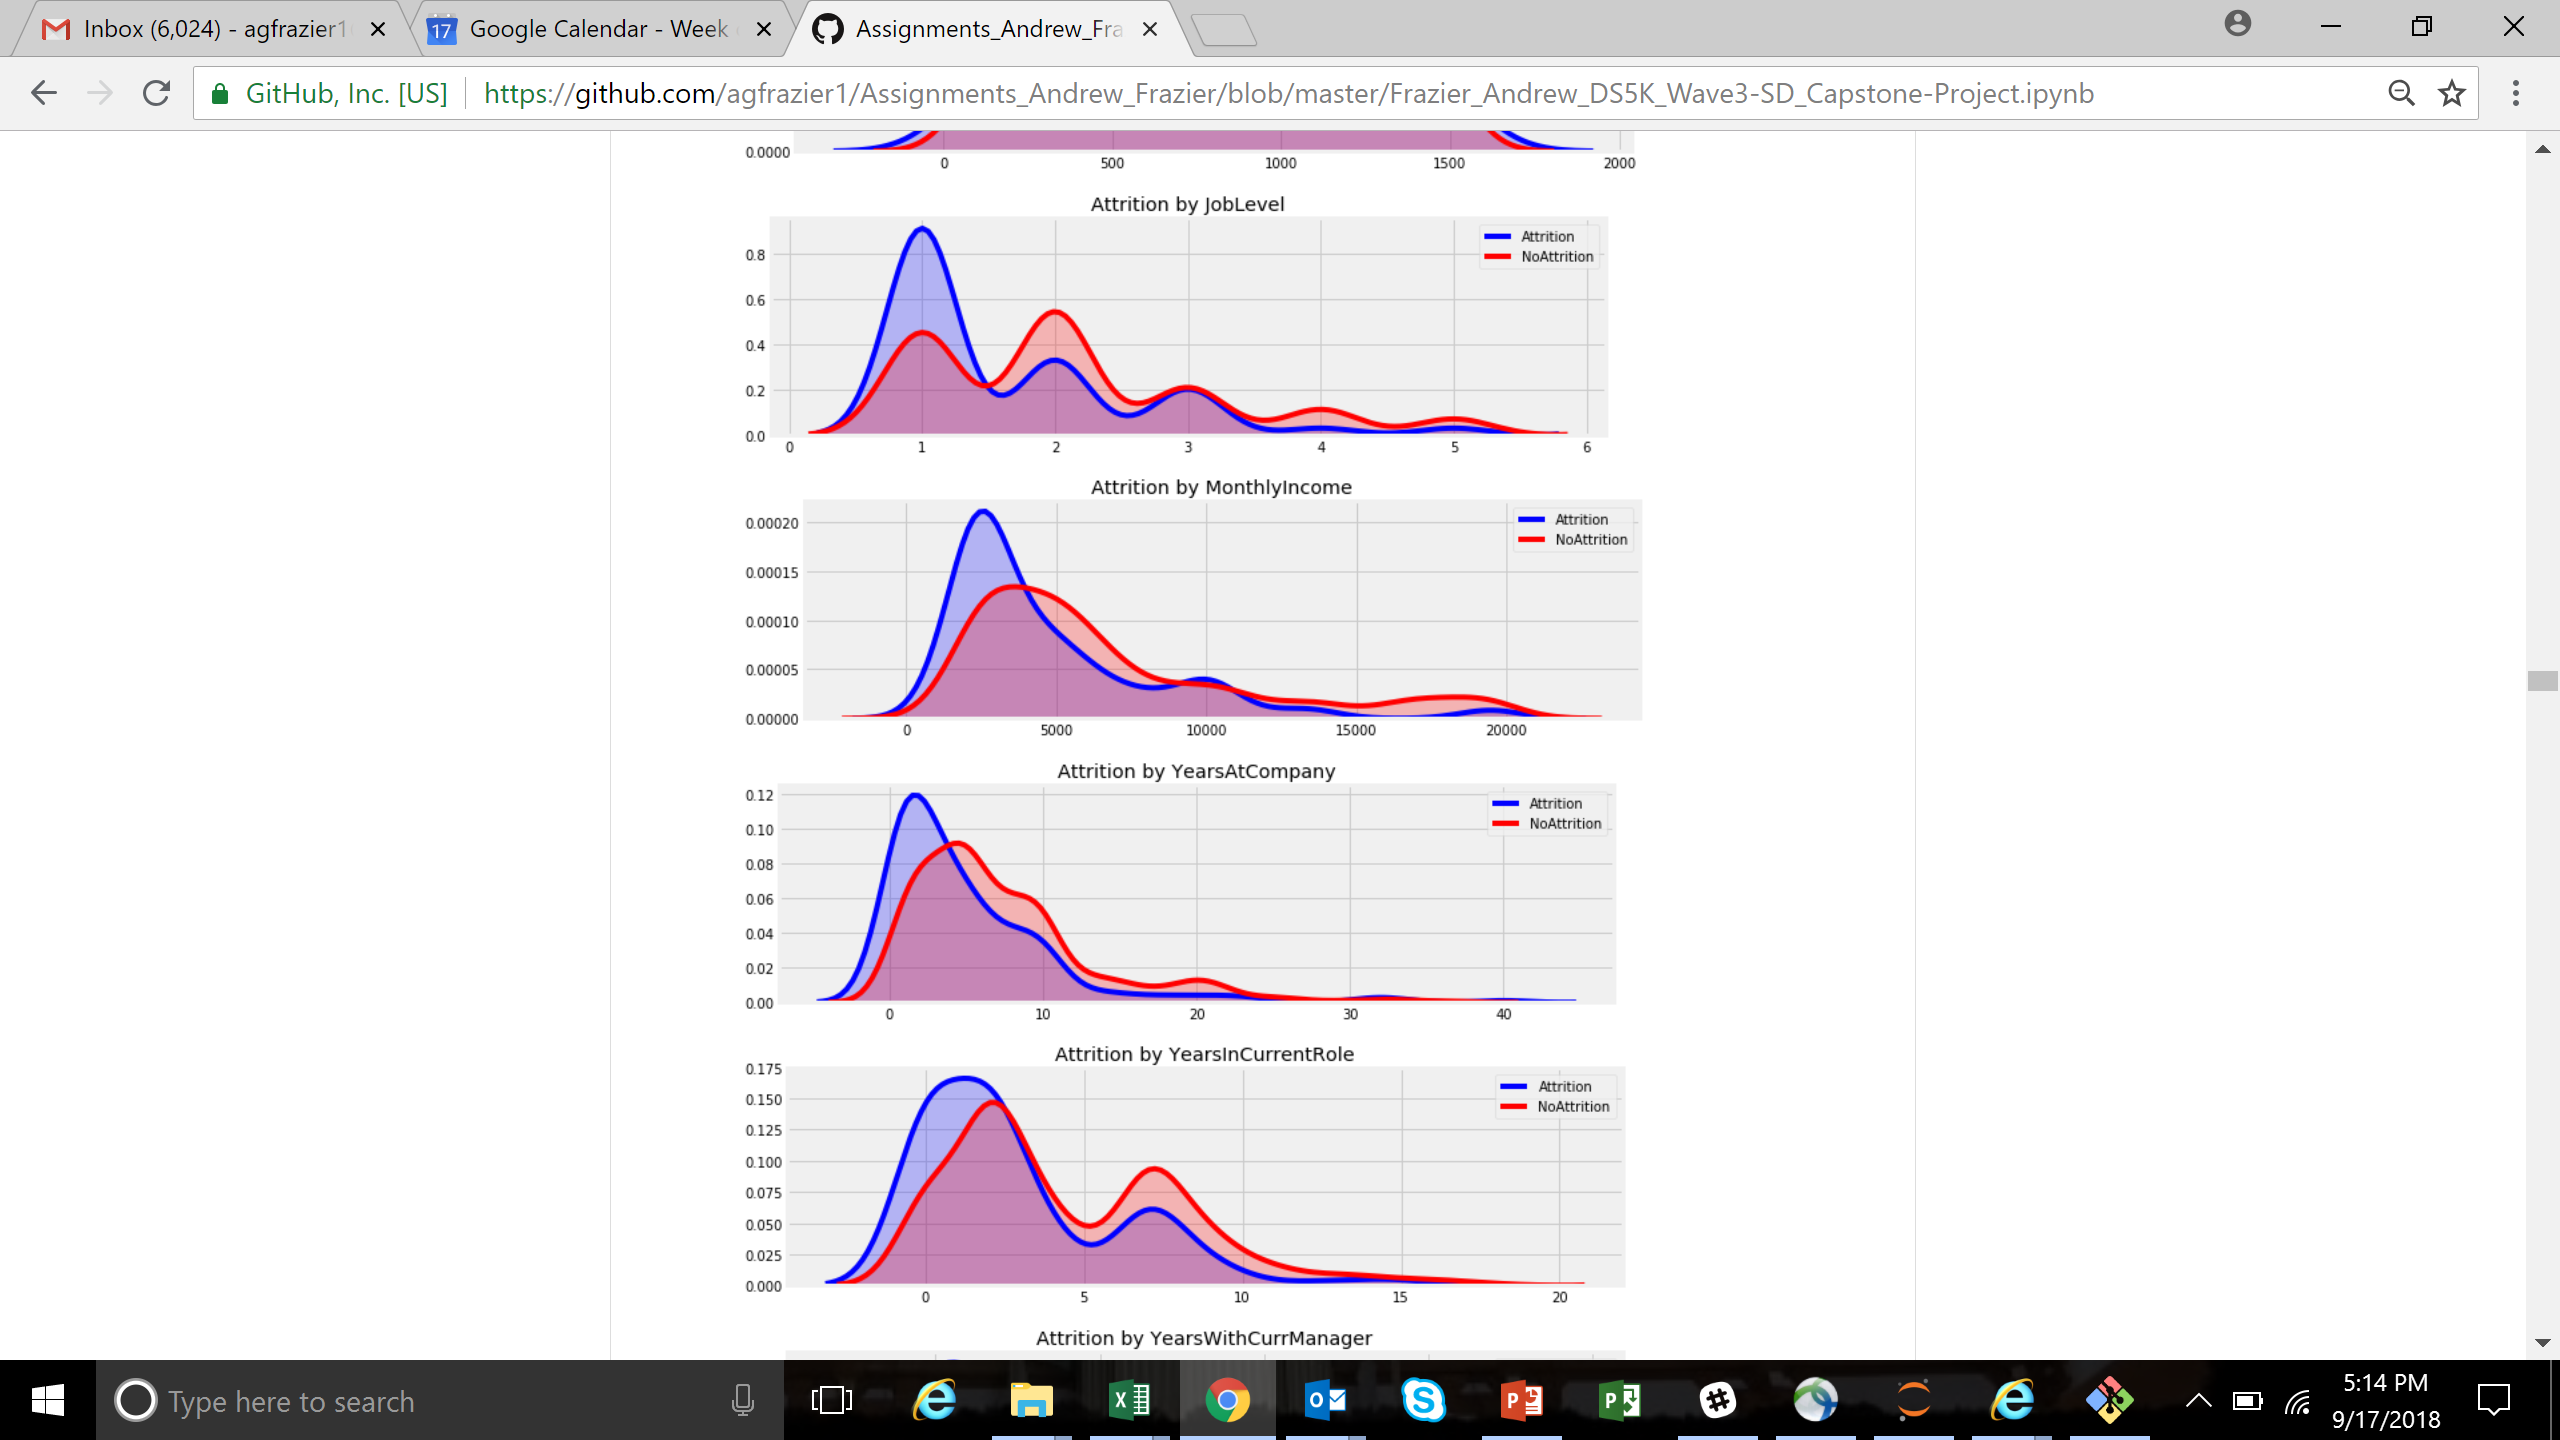 Inbox (6,024) - agfrazier1
Google Calendar - Week
Assignments_Andrew_Fra
GitHub, Inc. [US]
https://github.com/agfrazier1/Assignments_Andrew_Frazier/blob/master/Frazier_Andrew_DS5K_Wave3-SD_Capstone-Project.ipynb
0.0000
0 500 1000 1500 2000
Attrition by JobLevel
Attrition
NoAttrition
0.8
0.6
0.4
0.2
0.0
0 1 2 3 4 5 6
Attrition by MonthlyIncome
Attrition
NoAttrition
0.00020
0.00015
0.00010
0.00005
0.00000
0 5000 10000 15000 20000
Attrition by YearsAtCompany
Attrition
NoAttrition
0.12
0.10
0.08
0.06
0.04
0.02
0.00
0 10 20 30 40
Attrition by YearsInCurrentRole
Attrition
NoAttrition
0.175
0.150
0.125
0.100
0.075
0.050
0.025
0.000
0 5 10 15 20
Attrition by YearsWithCurrManager
Type here to search
5:14 PM
9/17/2018